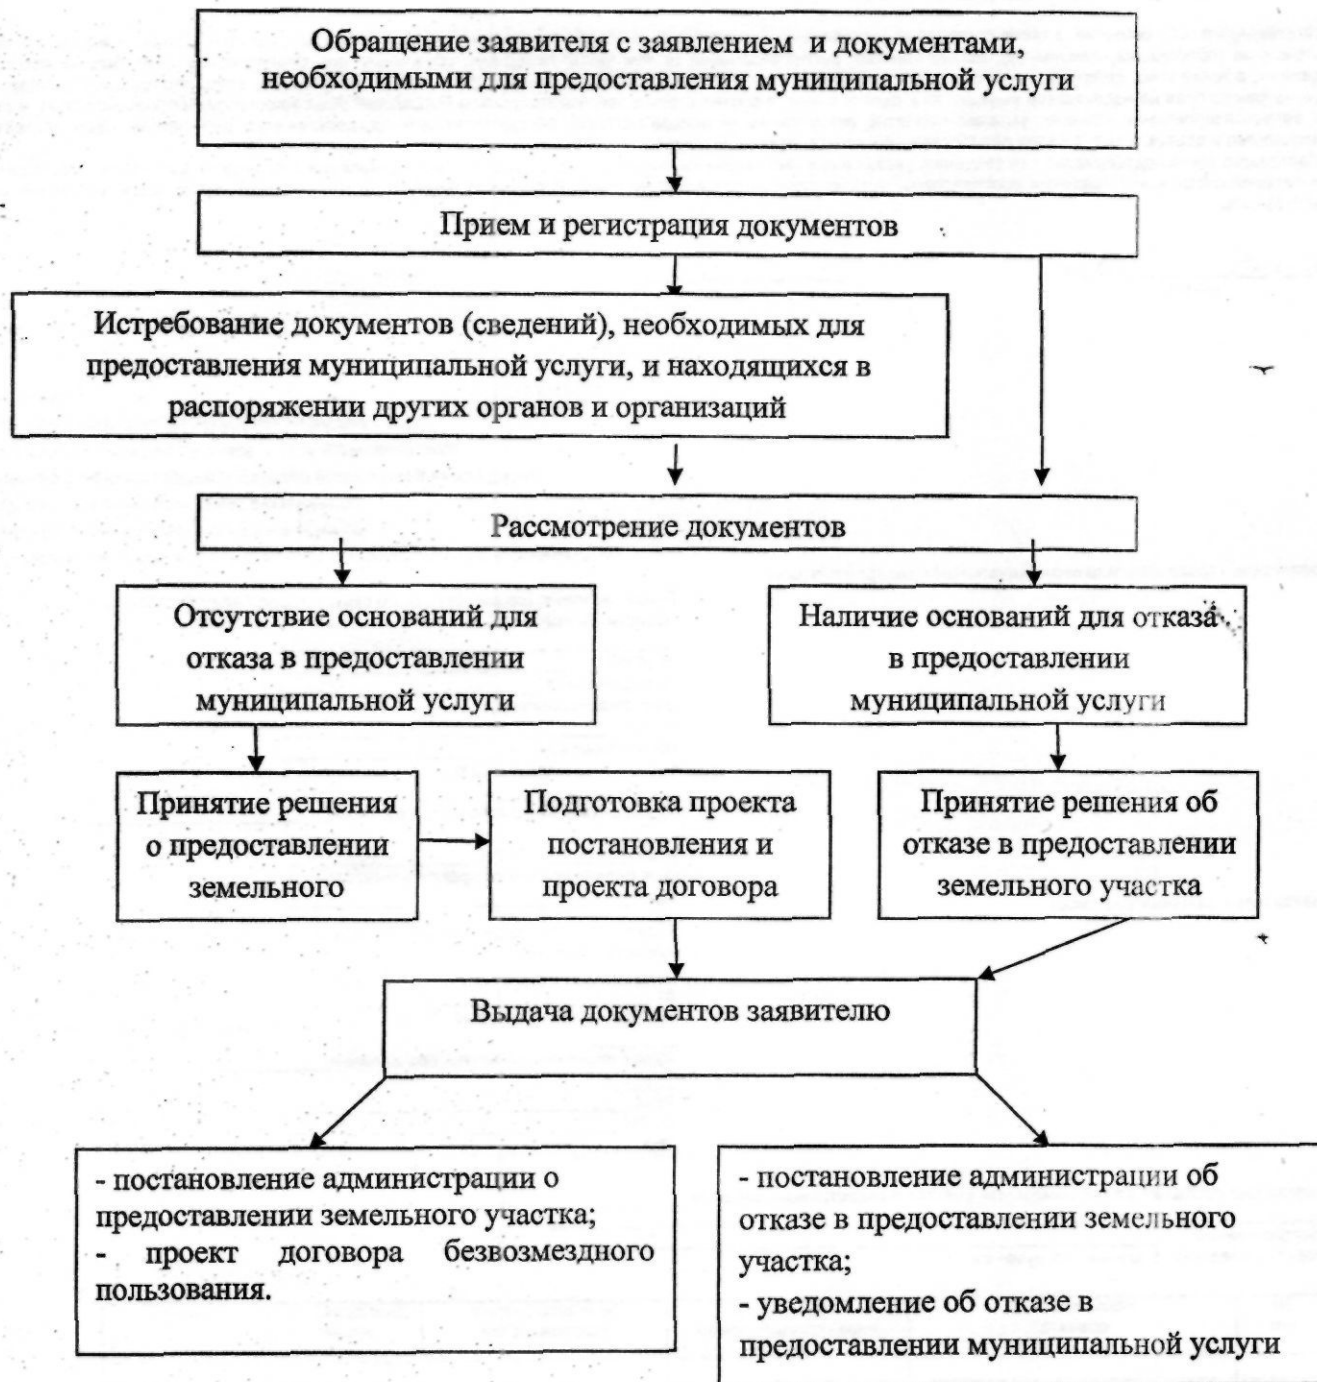 Обращение заявителя с заявлением и документами,
необходимыми для предоставления муниципальной услуги
Прием и регистрация документов
Истребование документов (сведений), необходимых для
предоставления муниципальной услуги, и находящихся в
распоряжении других органов и организаций
Рассмотрение документов
Отсутствие оснований для
отказа в предоставлении
муниципальной услуги
Наличие оснований для отказа
в предоставлении
муниципальной услуги
Принятие решения
о предоставлении
земельного
Подготовка проекта
постановления и
проекта договора
Принятие решения об
отказе в предоставлении
земельного участка
Выдача документов заявителю
- постановление администрации о
предоставлении земельного участка;
- проект договора безвозмездного
пользования.
- постановление администрации об
отказе в предоставлении земельного
участка;
- уведомление об отказе в
предоставлении муниципальной услуги